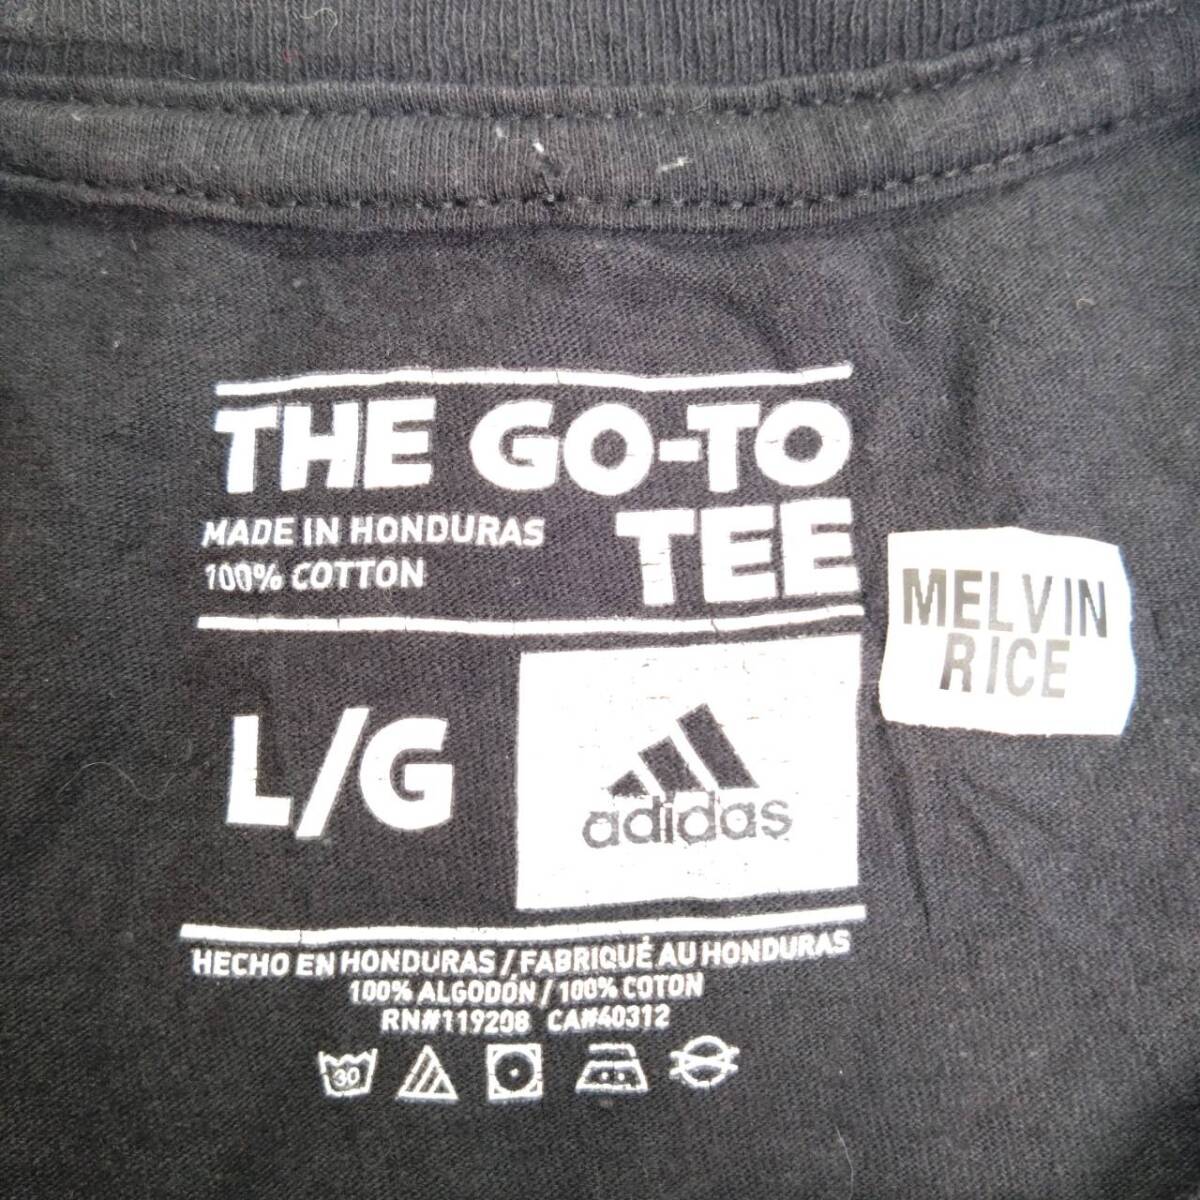 THE GO-TO
TEE
MADE IN HONDURAS
100% COTTON
MELVIN
RICE
L/G
adidas
HECHO EN HONDURAS / FABRIQUÉ AU HONDURAS
100% ALGODÓN / 100% COTON
RN#119208 CA#40312
30